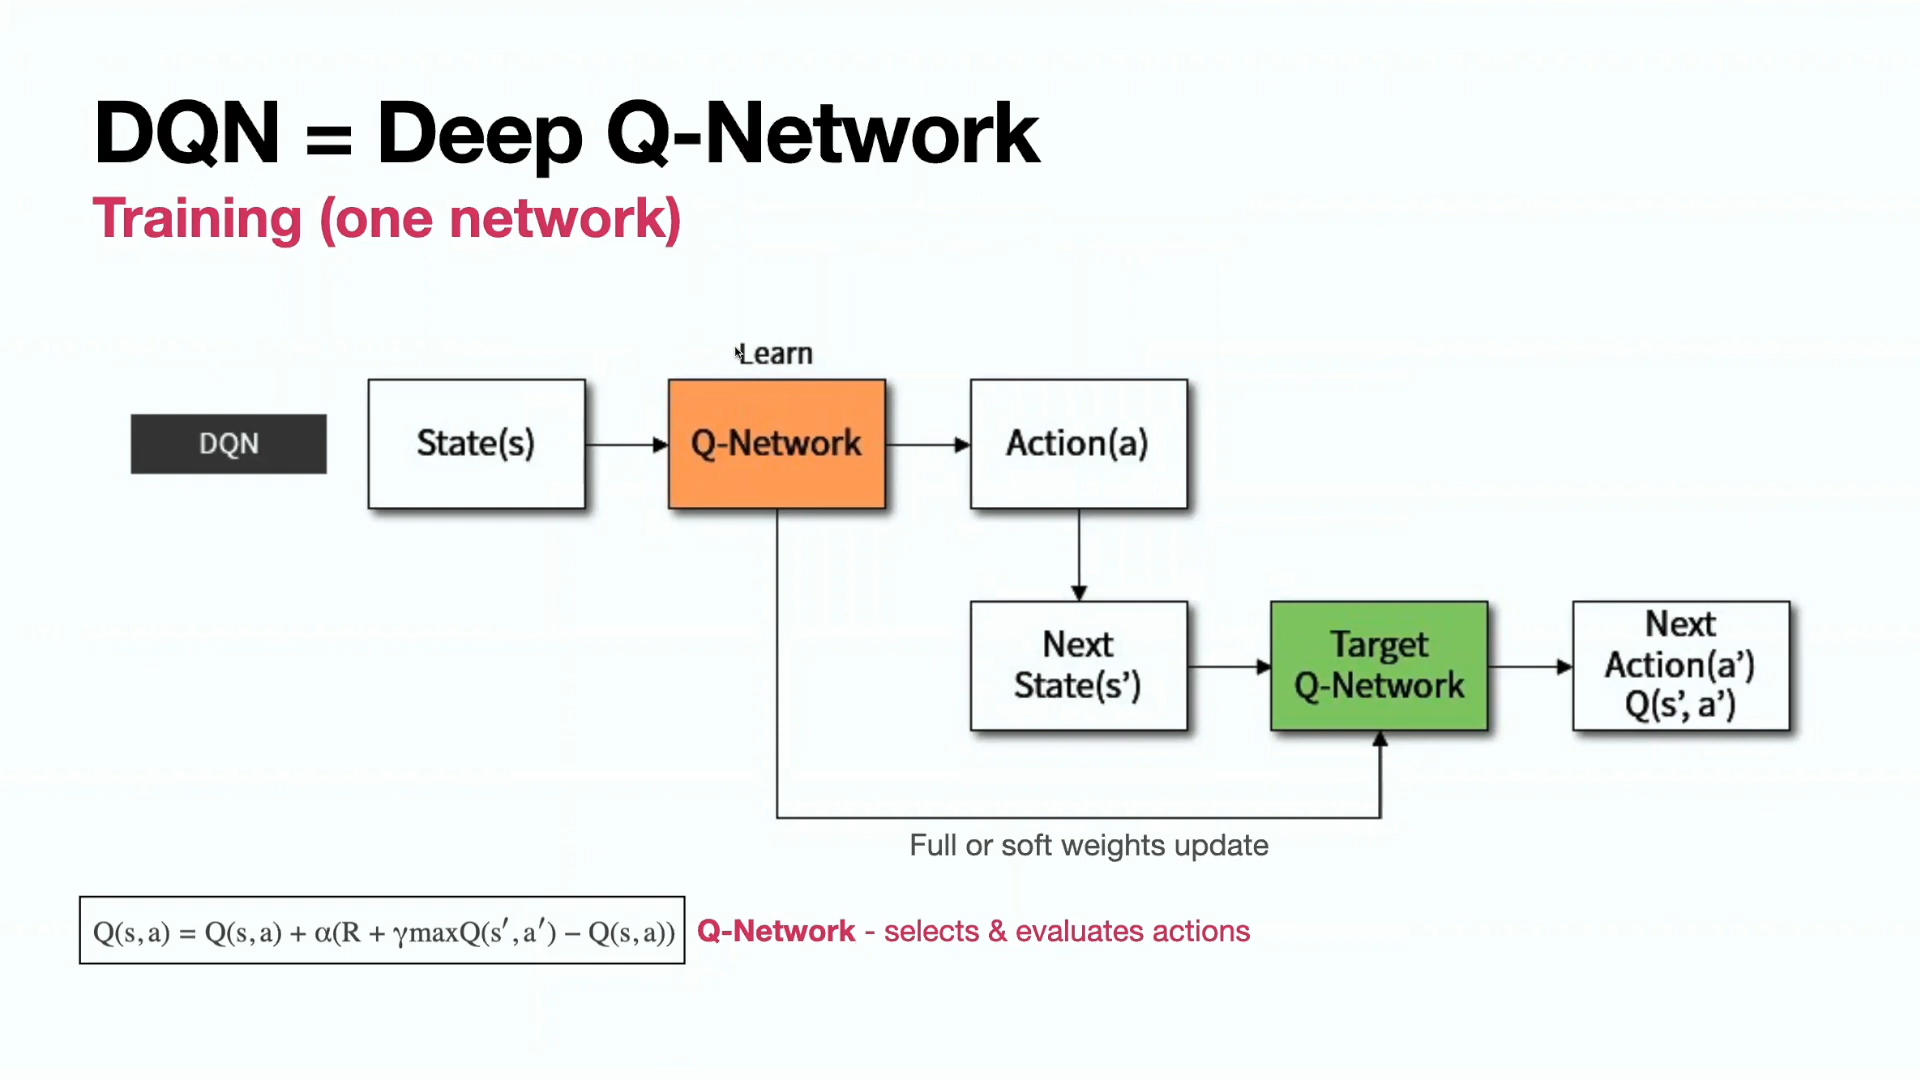 DQN = Deep Q-Network
Training (one network)
Learn
DQN
State(s)
Q-Network
Action(a)
Next
State(s’)
Target
Q-Network
Next
Action(a’)
Q(s’, a’)
Full or soft weights update
Q(s, a) = Q(s, a) + α(R + γmaxQ(s′, a′) − Q(s, a))
Q-Network - selects & evaluates actions